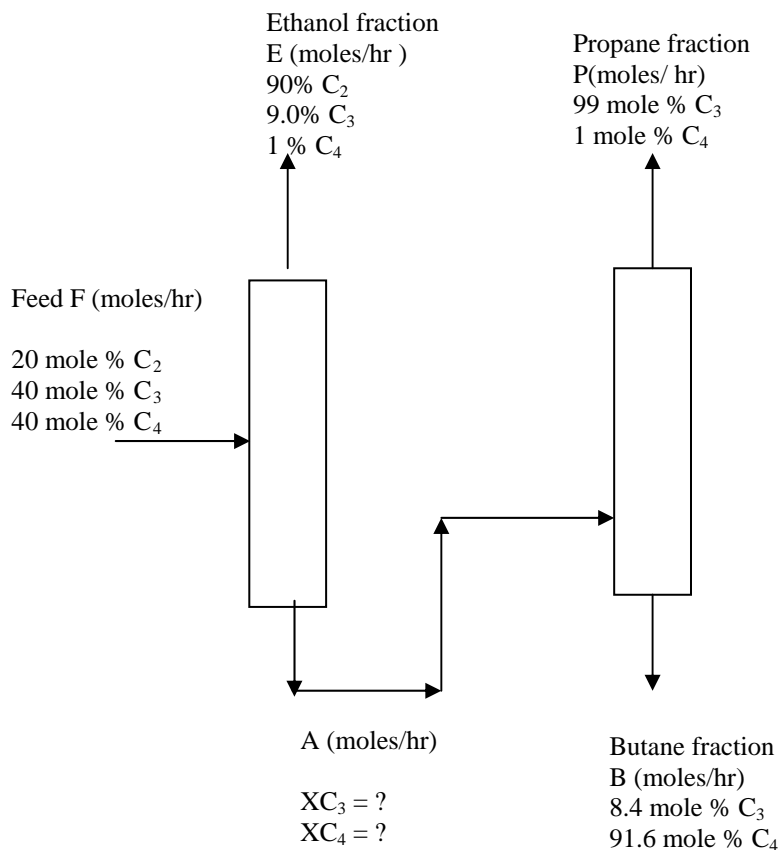 Ethanol fraction
E (moles/hr )
90% C₂
9.0% C₃
1 % C₄
Propane fraction
P(moles/ hr)
99 mole % C₃
1 mole % C₄
Feed F (moles/hr)
20 mole % C₂
40 mole % C₃
40 mole % C₄
A (moles/hr)
XC₃ = ?
XC₄ = ?
Butane fraction
B (moles/hr)
8.4 mole % C₃
91.6 mole % C₄